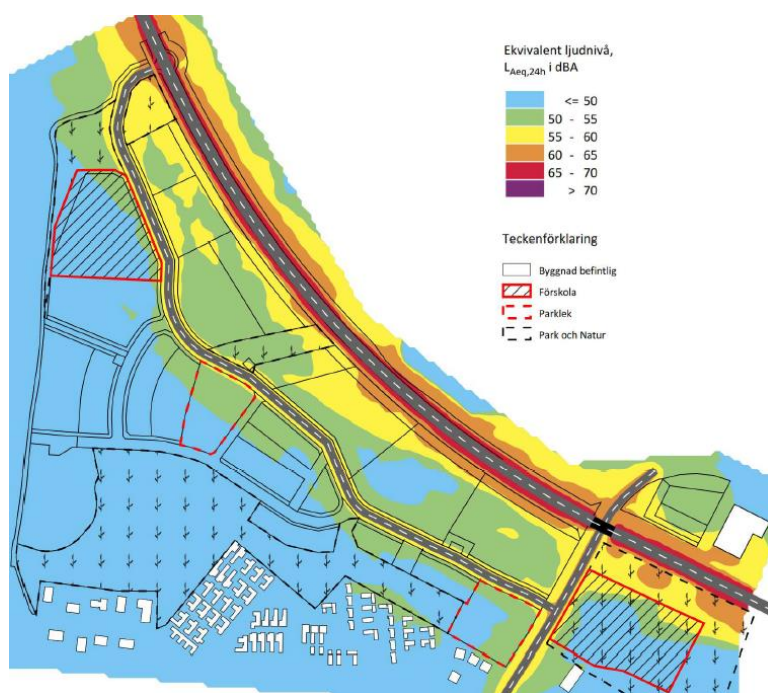 Ekvivalent ljudnivå,
LAeq,24h i dBA
<= 50
50 - 55
55 - 60
60 - 65
65 - 70
> 70
Teckenförklaring
Byggnad befintlig
Förskola
Parklek
Park och Natur